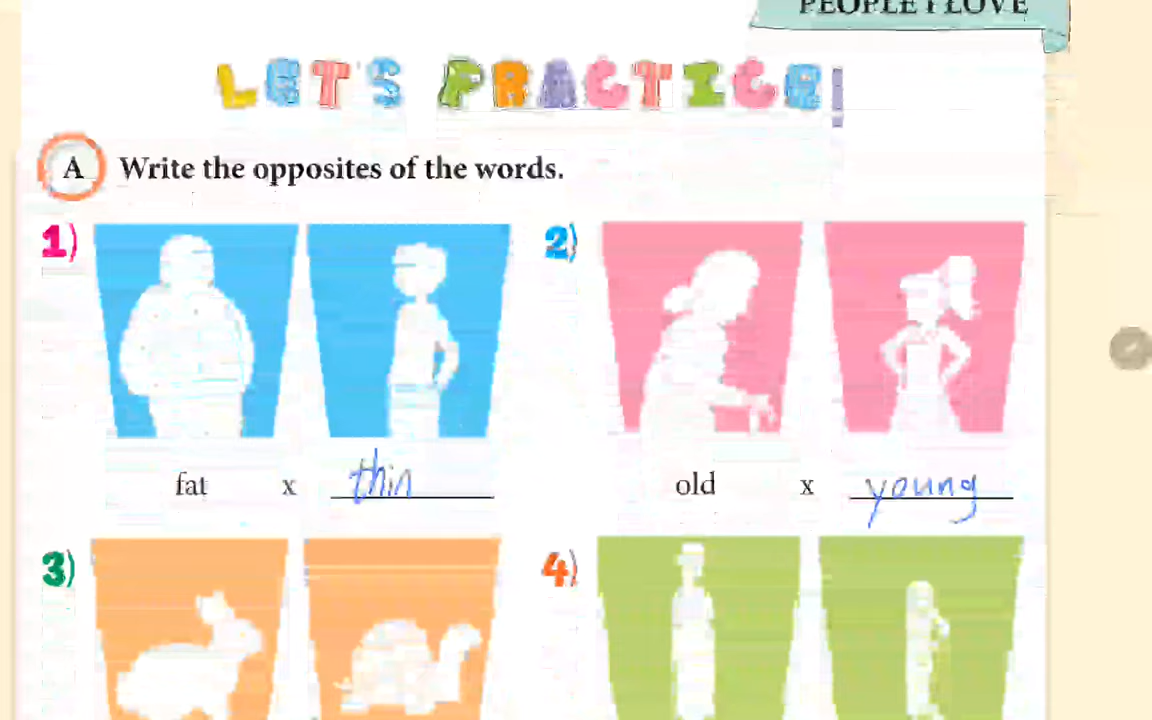 PEOPLE I LOVE
LET'S PRACTICE!
A Write the opposites of the words.
1) 2)
fat x thin old x young
3) 4)